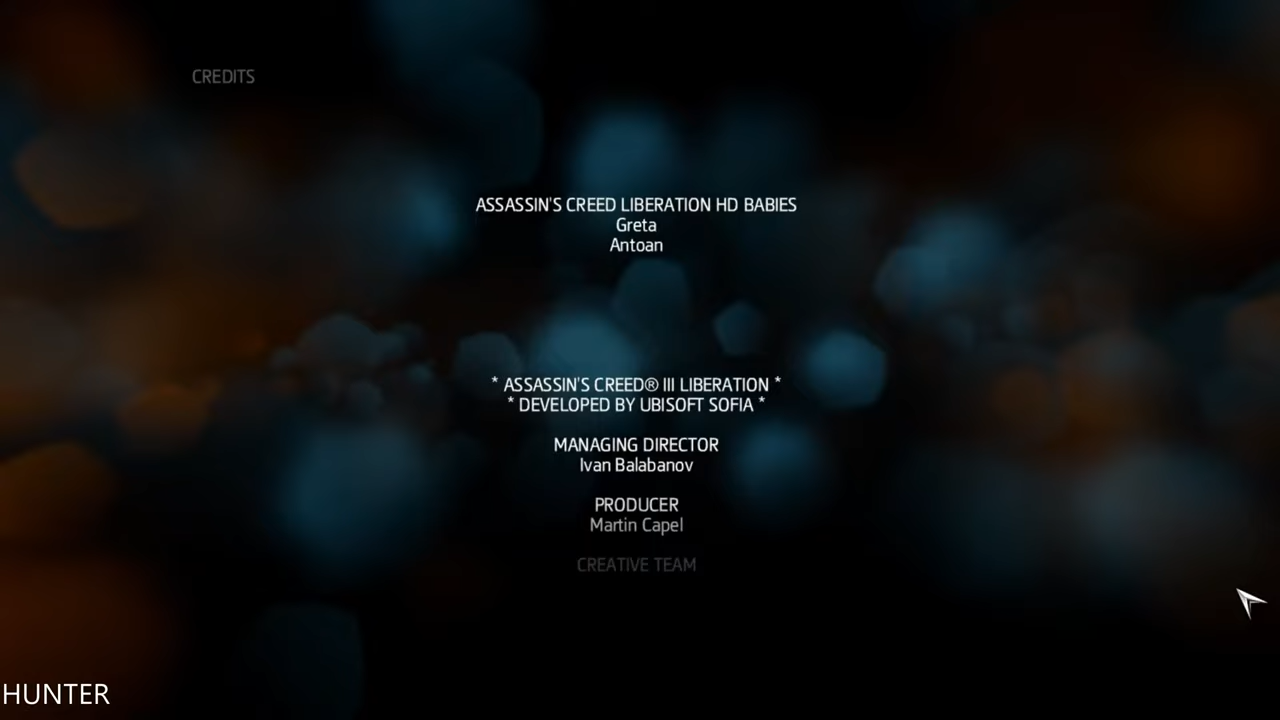 CREDITS
ASSASSIN'S CREED LIBERATION HD BABIES
Greta
Antoan
* ASSASSIN'S CREED® III LIBERATION *
* DEVELOPED BY UBISOFT SOFIA *
MANAGING DIRECTOR
Ivan Balabanov
PRODUCER
Martin Capel
CREATIVE TEAM
HUNTER